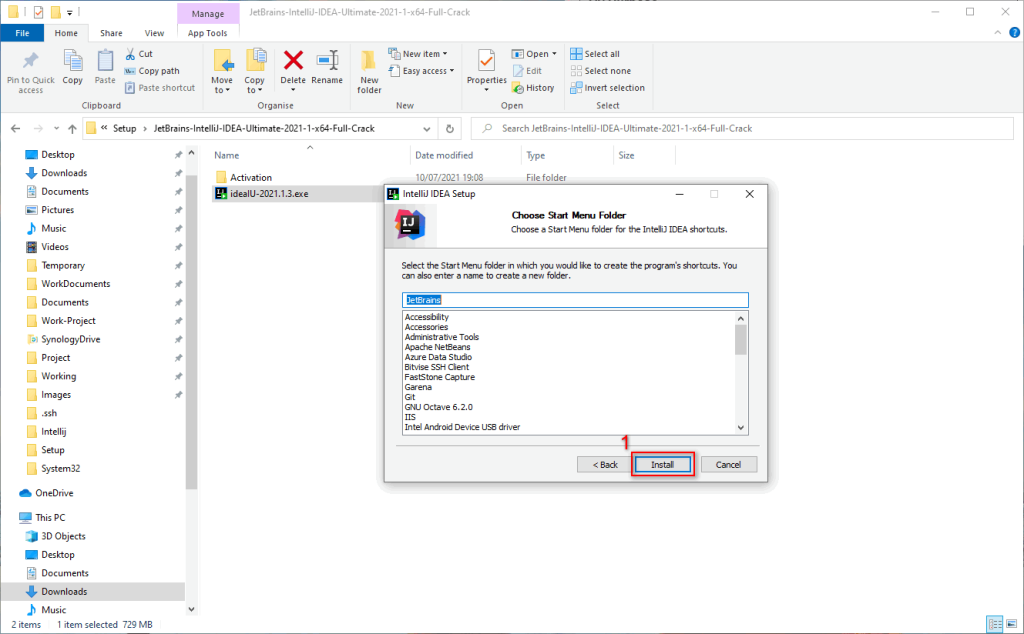 Manage
JetBrains-IntelliJ-IDEA-Ultimate-2021-1-x64-Full-Crack
File
Home
Share
View
App Tools
Pin to Quick
access
Copy
Paste
Cut
Copy path
Paste shortcut
Clipboard
Move
to
Copy
to
Delete
Rename
Organise
New
folder
New item
Easy access
New
Properties
Open
Edit
History
Open
Select all
Select none
Invert selection
Select
« Setup › JetBrains-IntelliJ-IDEA-Ultimate-2021-1-x64-Full-Crack
Search JetBrains-IntelliJ-IDEA-Ultimate-2021-1-x64-Full-Crack
Desktop
Downloads
Documents
Pictures
Music
Videos
Temporary
WorkDocuments
Documents
Work-Project
SynologyDrive
Project
Working
Images
.ssh
Intellij
Setup
System32
OneDrive
This PC
3D Objects
Desktop
Documents
Downloads
Music
Name
Date modified
Type
Size
Activation
10/07/2021 19:08
File folder
ideaIU-2021.1.3.exe
IntelliJ IDEA Setup
IJ
Choose Start Menu Folder
Choose a Start Menu folder for the IntelliJ IDEA shortcuts.
Select the Start Menu folder in which you would like to create the program's shortcuts. You
can also enter a name to create a new folder.
JetBrains
Accessibility
Accessories
Administrative Tools
Apache NetBeans
Azure Data Studio
Bitvise SSH Client
FastStone Capture
Garena
Git
GNU Octave 6.2.0
IIS
Intel Android Device USB driver
1
< Back
Install
Cancel
2 items
1 item selected 729 MB